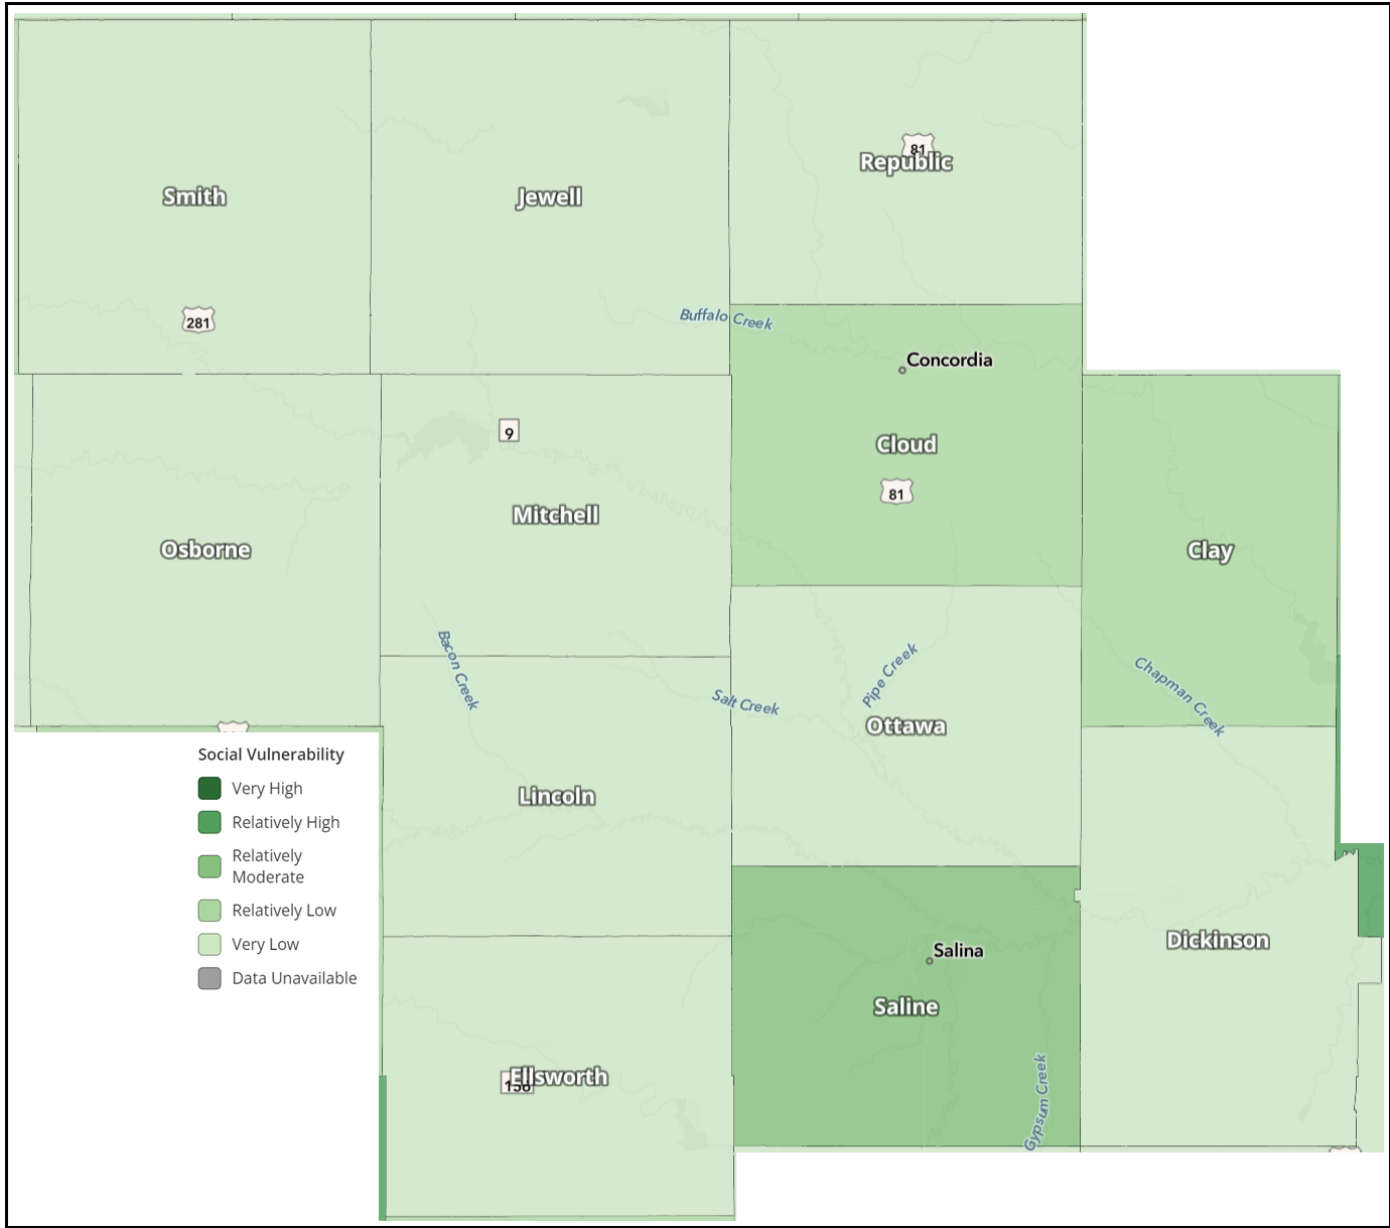 81
Republic
Smith
Jewell
281
Buffalo Creek
Concordia
9
Cloud
81
Mitchell
Osborne
Clay
Bacon Creek
Salt Creek
Pipe Creek
Chapman Creek
Ottawa
Lincoln
Social Vulnerability
Very High
Relatively High
Relatively
Moderate
Relatively Low
Very Low
Data Unavailable
Dickinson
Salina
Saline
Ellsworth
156
Gypsum Creek